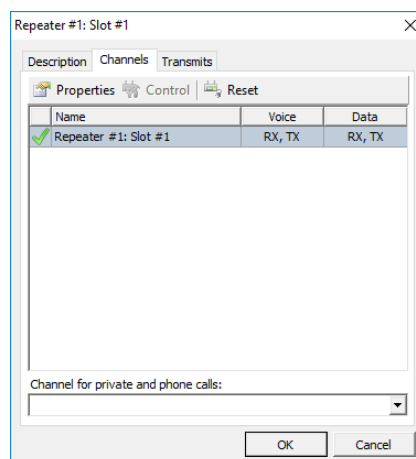 Repeater #1: Slot #1
Description Channels Transmits
Properties Control Reset
Name Voice Data
Repeater #1: Slot #1 RX, TX RX, TX
Channel for private and phone calls:
OK Cancel